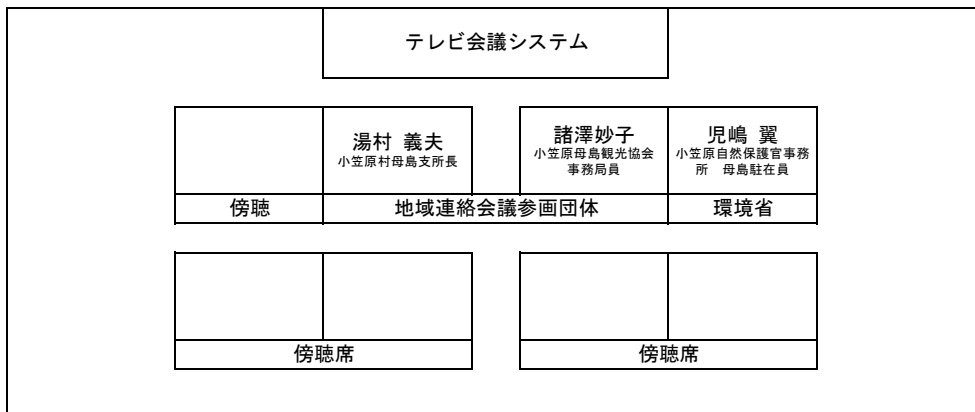 テレビ会議システム
湯村 義夫
小笠原村母島支所長
諸澤妙子
小笠原母島観光協会
事務局員
児嶋 翼
小笠原自然保護官事務
所 母島駐在員
傍聴
地域連絡会議参画団体
環境省
傍聴席
傍聴席